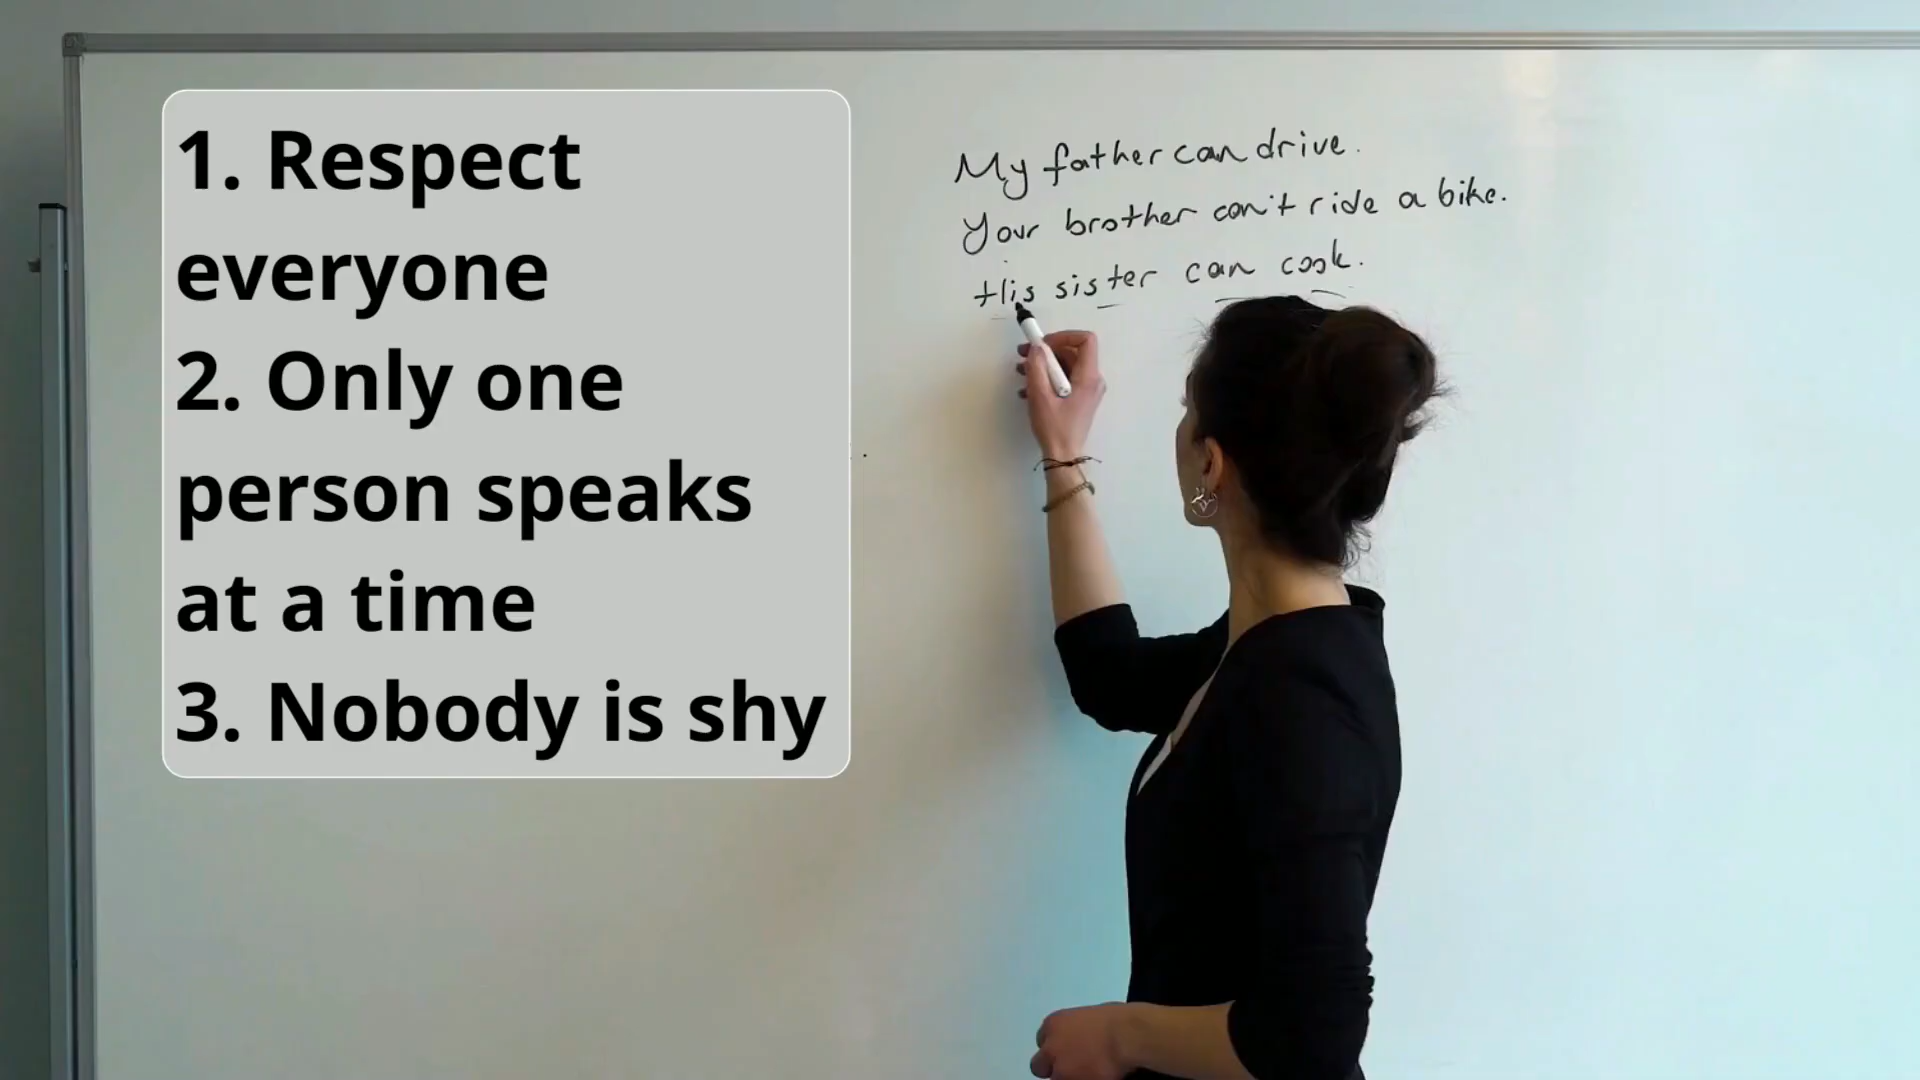 1. Respect
everyone
2. Only one
person speaks
at a time
3. Nobody is shy
My father can drive.
Your brother can't ride a bike.
His sister can cook.